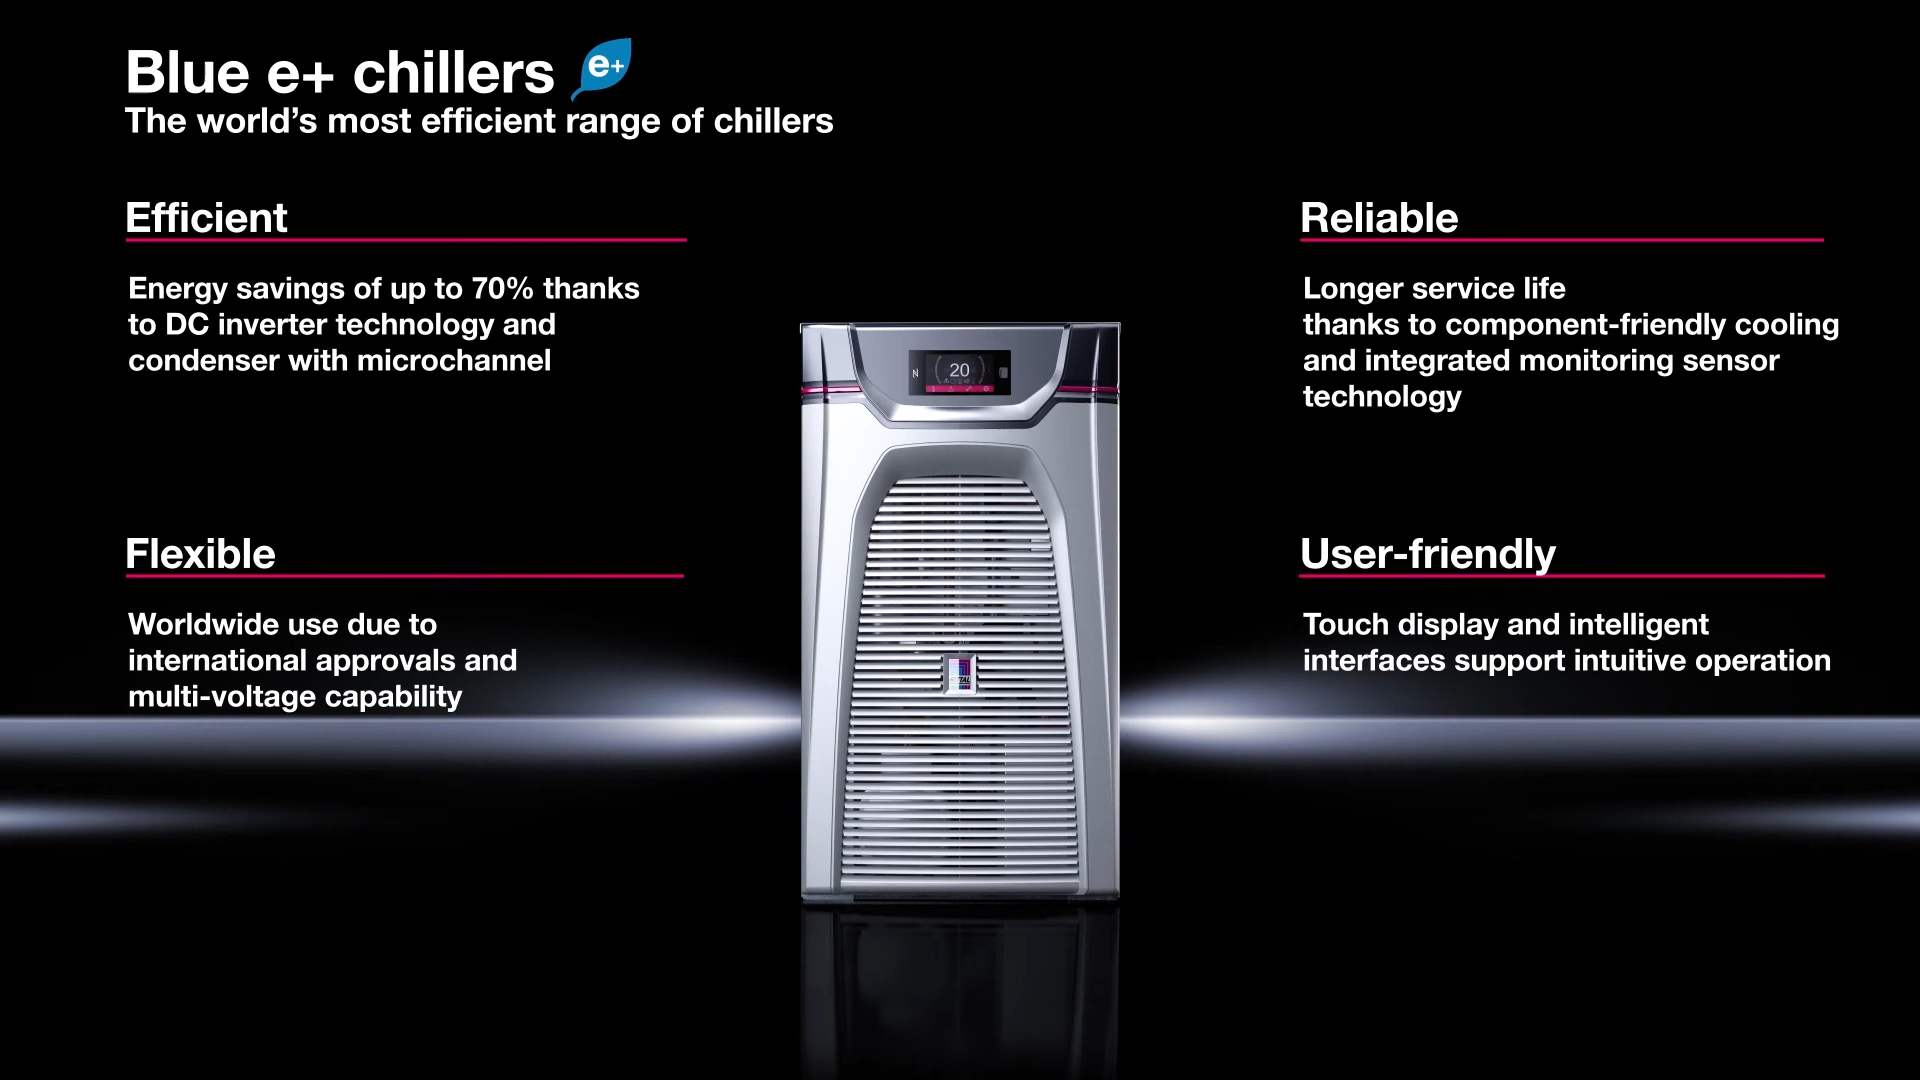 Blue e+ chillers
e+
The world’s most efficient range of chillers
Efficient
Energy savings of up to 70% thanks
to DC inverter technology and
condenser with microchannel
Reliable
Longer service life
thanks to component-friendly cooling
and integrated monitoring sensor
technology
20
Flexible
Worldwide use due to
international approvals and
multi-voltage capability
User-friendly
Touch display and intelligent
interfaces support intuitive operation